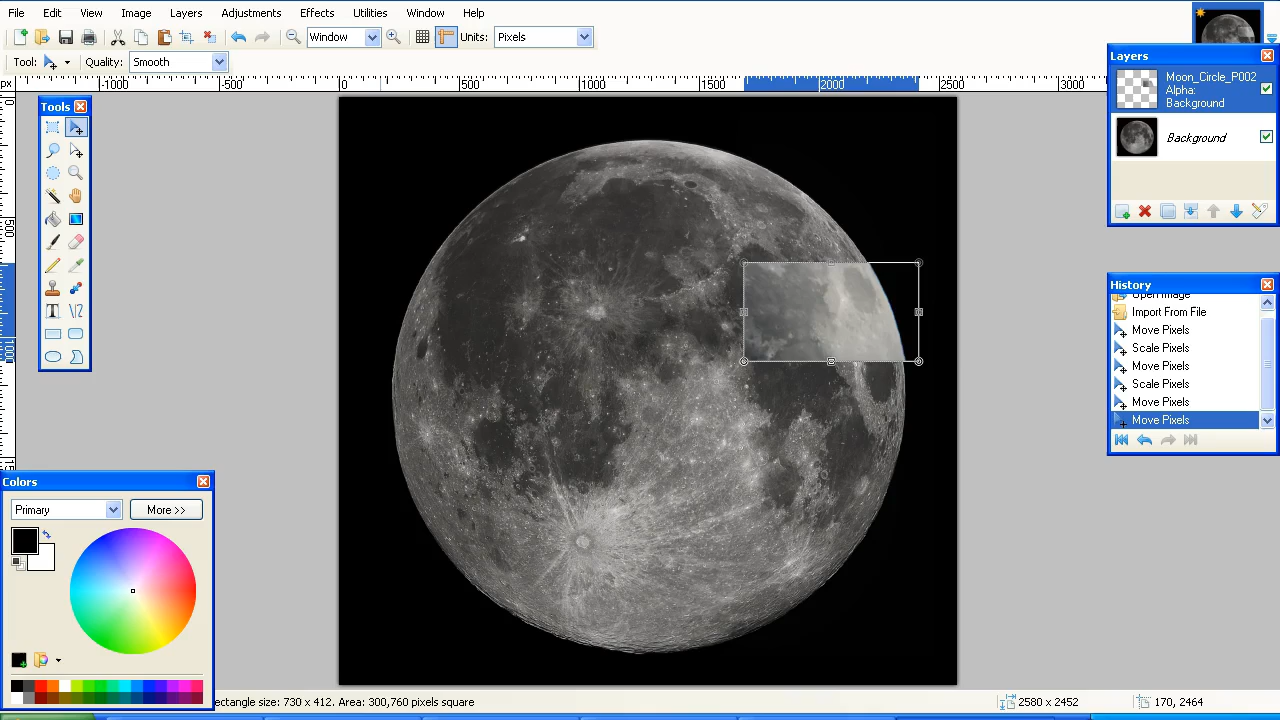 File Edit View Image Layers Adjustments Effects Utilities Window Help
Window Units: Pixels
Tool: Quality: Smooth
px -1000 -500 0 500 1000 1500 2000 2500 3000
0
500
1000
Tools
Layers
Moon_Circle_P002
Alpha:
Background
Background
History
Open Image
Import From File
Move Pixels
Scale Pixels
Move Pixels
Scale Pixels
Move Pixels
Move Pixels
Colors
Primary More >>
ectangle size: 730 x 412. Area: 300,760 pixels square 2580 x 2452 170, 2464